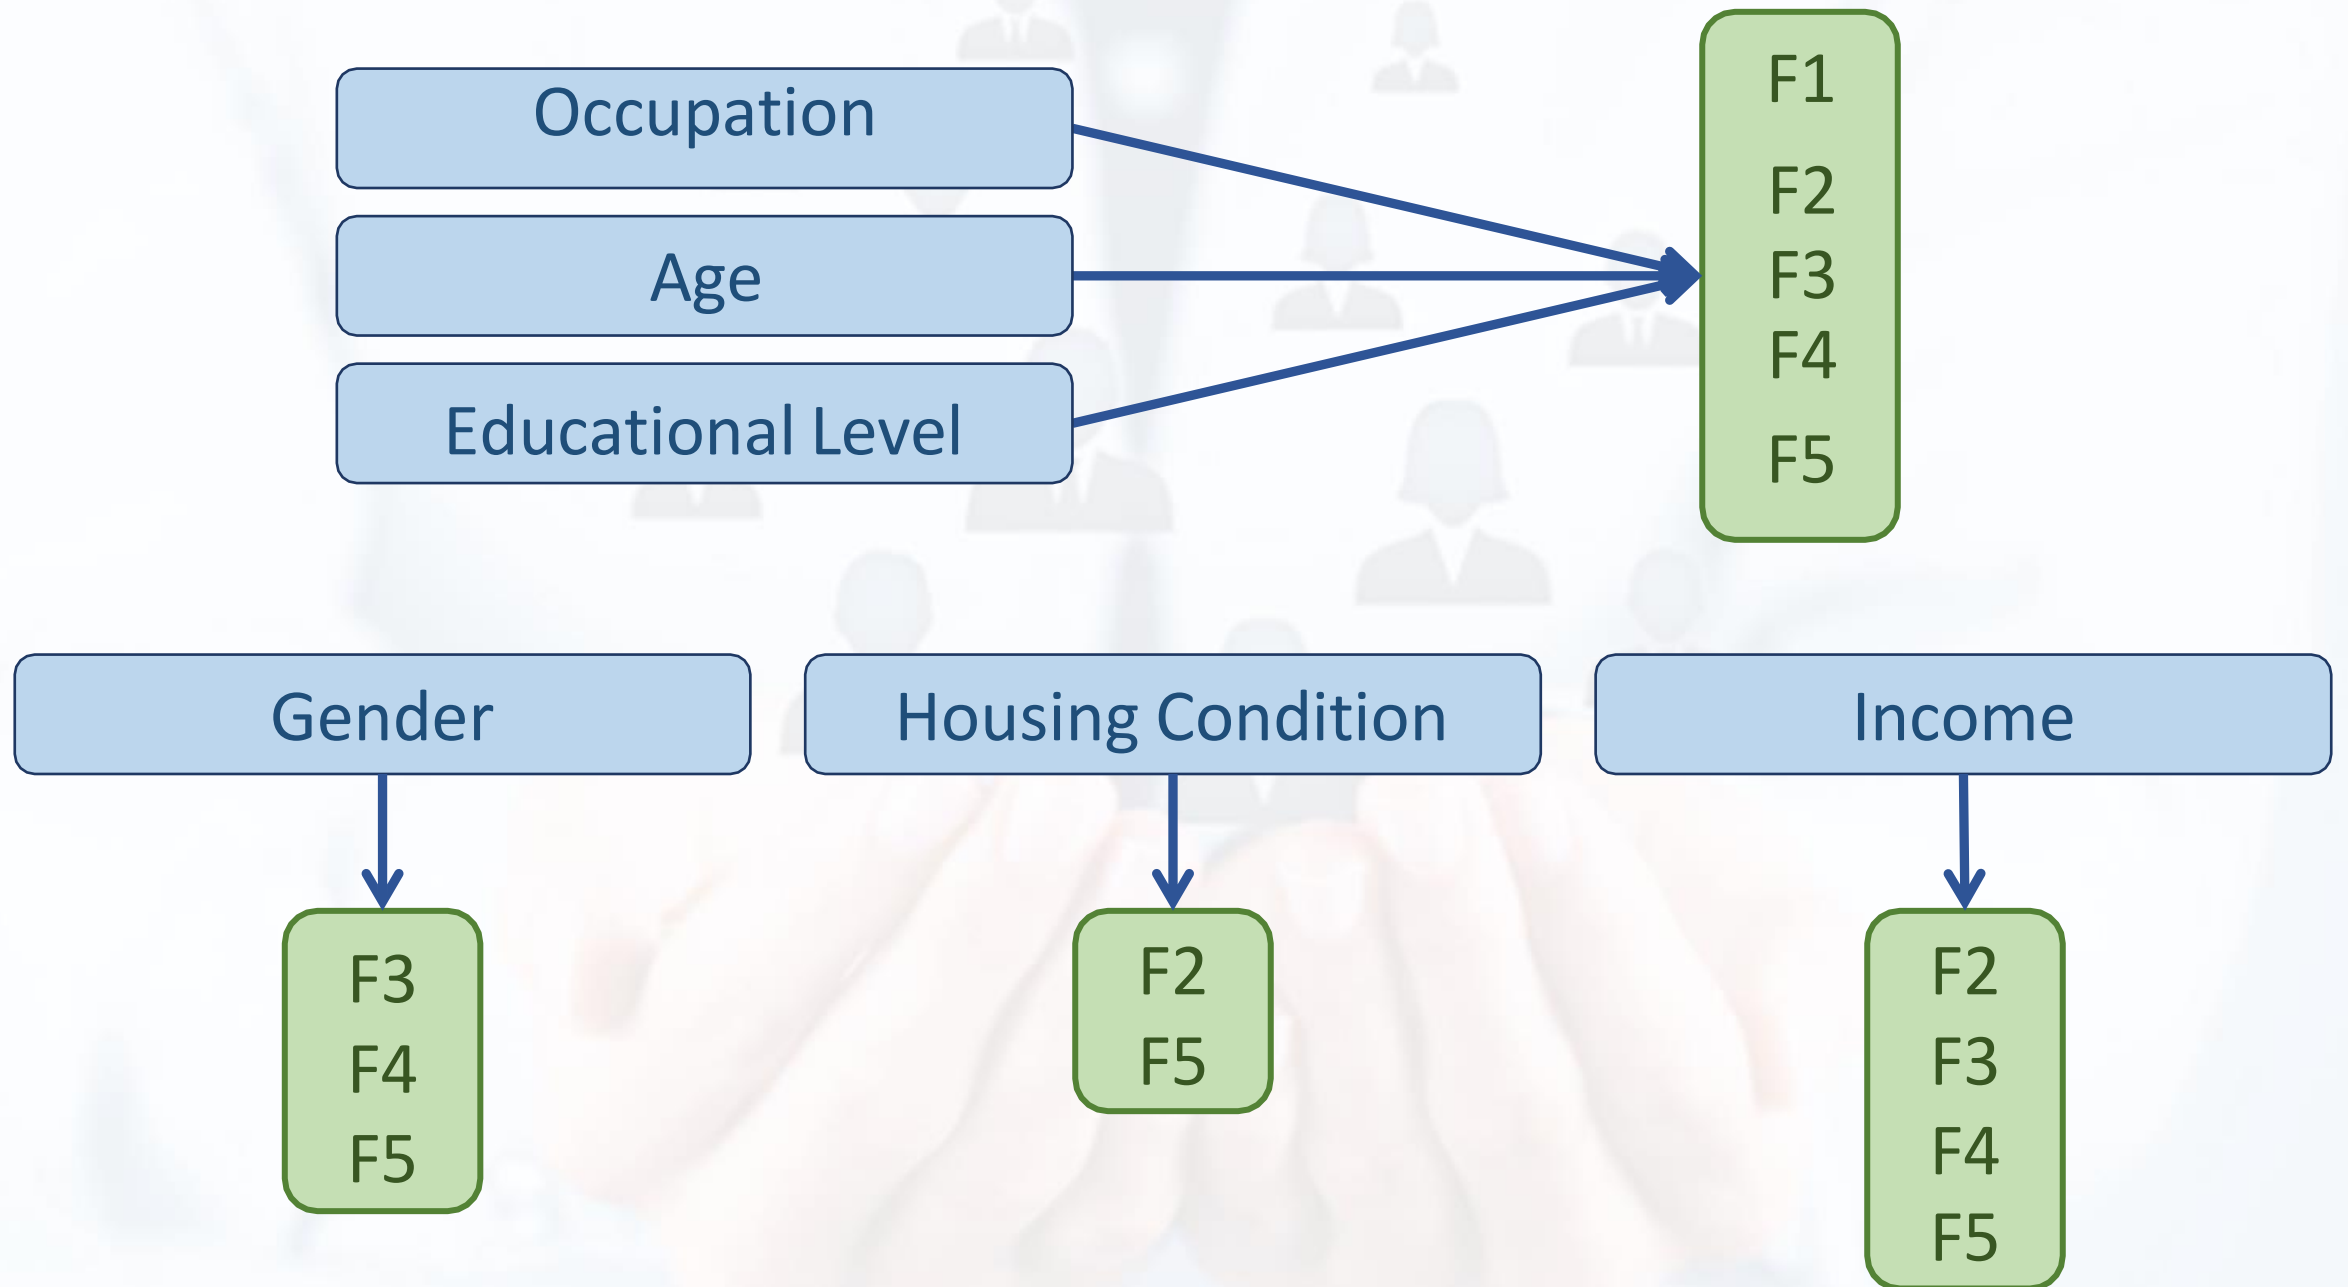 Occupation
Age
Educational Level
F1
F2
F3
F4
F5
Gender
Housing Condition
Income
F3
F4
F5
F2
F5
F2
F3
F4
F5